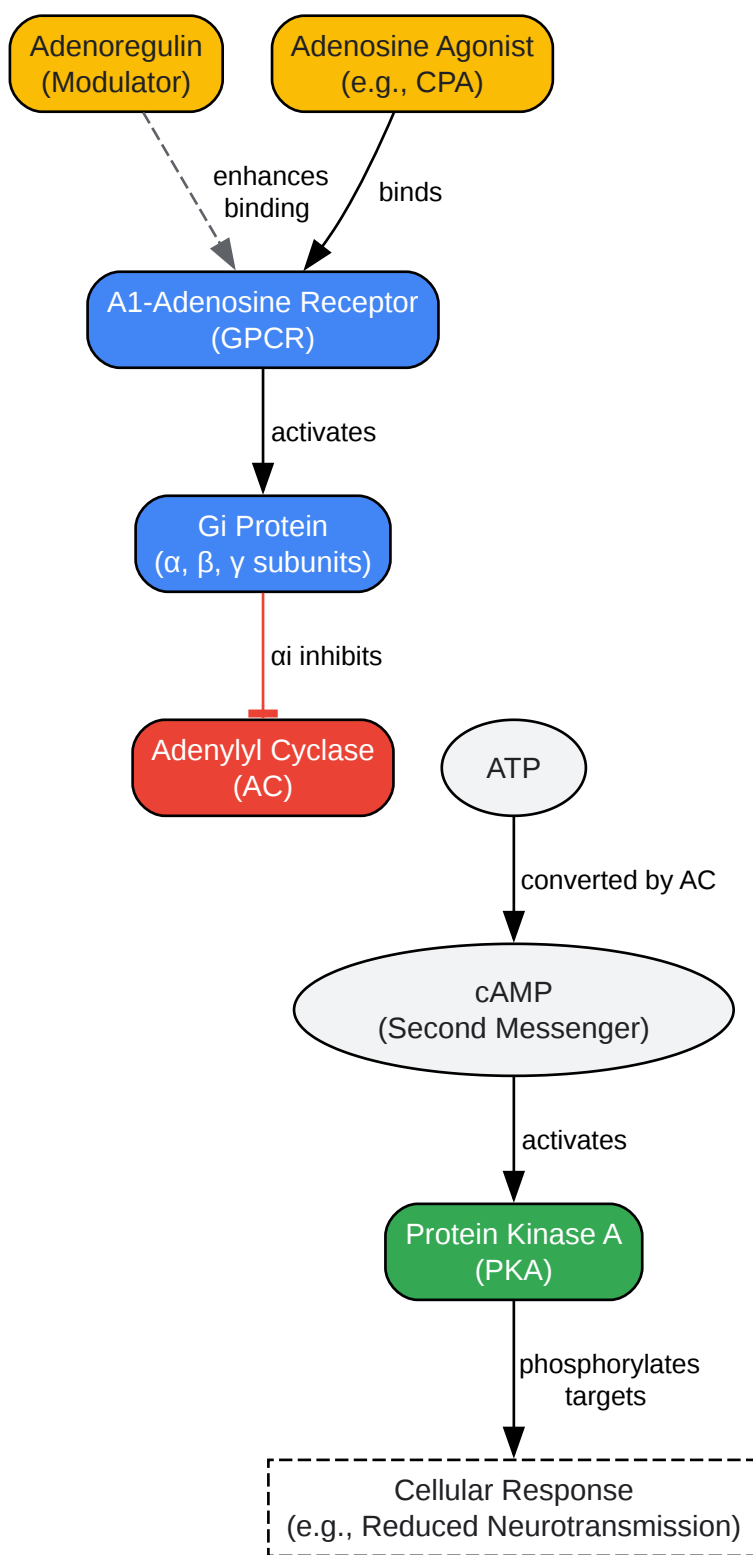 Adenoregulin
(Modulator)
Adenosine Agonist
(e.g., CPA)
enhances
binding
binds
A1-Adenosine Receptor
(GPCR)
activates
Gi Protein
(α, β, γ subunits)
αi inhibits
Adenylyl Cyclase
(AC)
ATP
converted by AC
cAMP
(Second Messenger)
activates
Protein Kinase A
(PKA)
phosphorylates
targets
Cellular Response
(e.g., Reduced Neurotransmission)